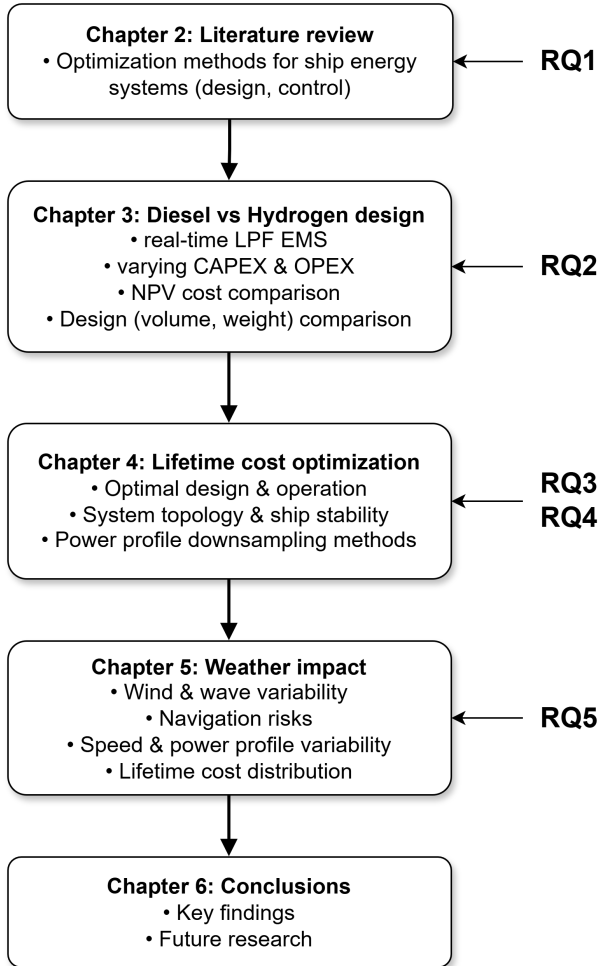 Chapter 2: Literature review
• Optimization methods for ship energy
systems (design, control)
RQ1
Chapter 3: Diesel vs Hydrogen design
• real-time LPF EMS
• varying CAPEX & OPEX
• NPV cost comparison
• Design (volume, weight) comparison
RQ2
Chapter 4: Lifetime cost optimization
• Optimal design & operation
• System topology & ship stability
• Power profile downsampling methods
RQ3
RQ4
Chapter 5: Weather impact
• Wind & wave variability
• Navigation risks
• Speed & power profile variability
• Lifetime cost distribution
RQ5
Chapter 6: Conclusions
• Key findings
• Future research